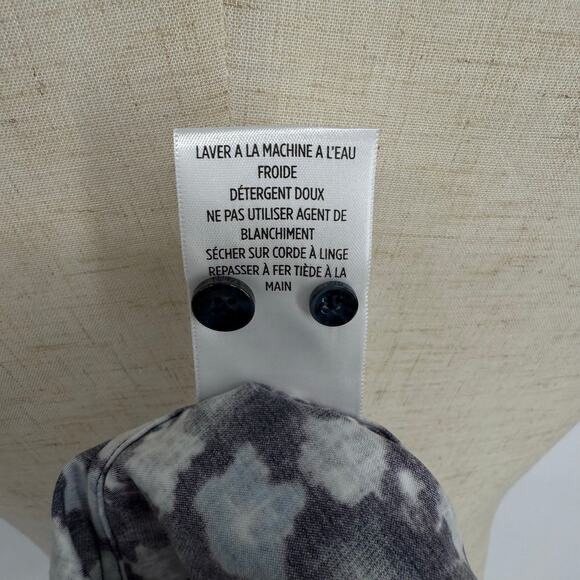 LAVER A LA MACHINE A L'EAU
FROIDE
DÉTERGENT DOUX
NE PAS UTILISER AGENT DE
BLANCHIMENT
SÉCHER SUR CORDE À LINGE
REPASSER À FER TIÈDE À LA
MAIN